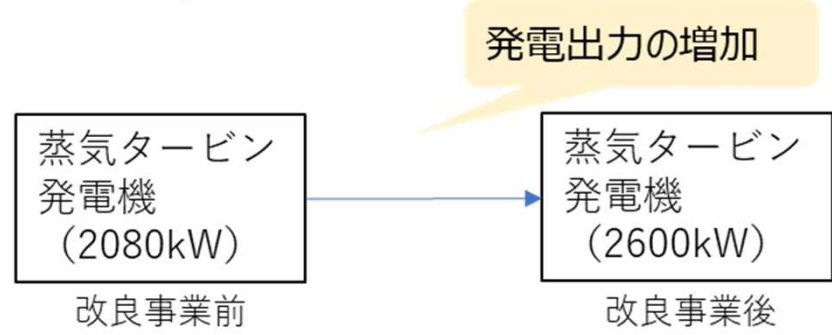 発電出力の増加
蒸気タービン
発電機
（2080kW）
改良事業前
蒸気タービン
発電機
（2600kW）
改良事業後